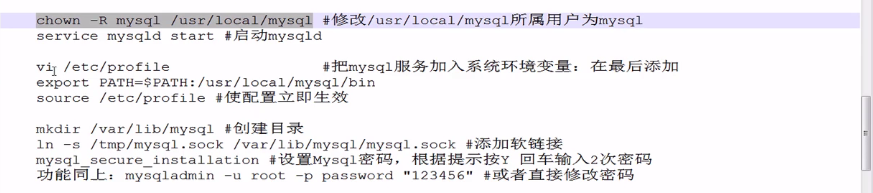 chown -R mysql /usr/local/mysql #修改/usr/local/mysql所属用户为mysql
service mysqld start #启动mysqld
vi /etc/profile #把mysql服务加入系统环境变量：在最后添加
export PATH=$PATH:/usr/local/mysql/bin
source /etc/profile #使配置立即生效
mkdir /var/lib/mysql #创建目录
ln -s /tmp/mysql.sock /var/lib/mysql/mysql.sock #添加软链接
mysql_secure_installation #设置Mysql密码，根据提示按Y 回车输入2次密码
功能同上：mysqladmin -u root -p password "123456" #或者直接修改密码